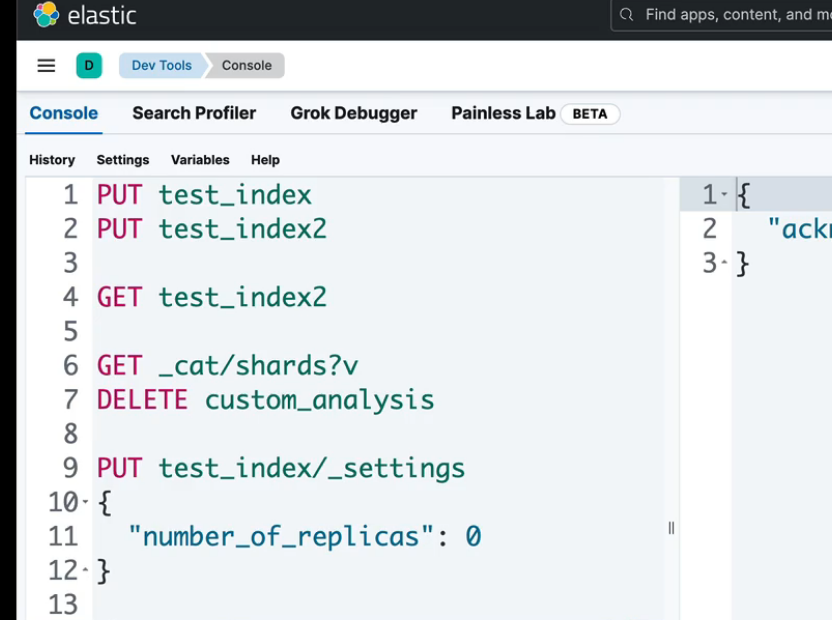 elastic
Find apps, content, and
D Dev Tools Console
Console Search Profiler Grok Debugger Painless Lab BETA
History Settings Variables Help
1 PUT test_index
2 PUT test_index2
3
4 GET test_index2
5
6 GET _cat/shards?v
7 DELETE custom_analysis
8
9 PUT test_index/_settings
10 {
11 "number_of_replicas": 0
12 }
13
1 {
2
3 }